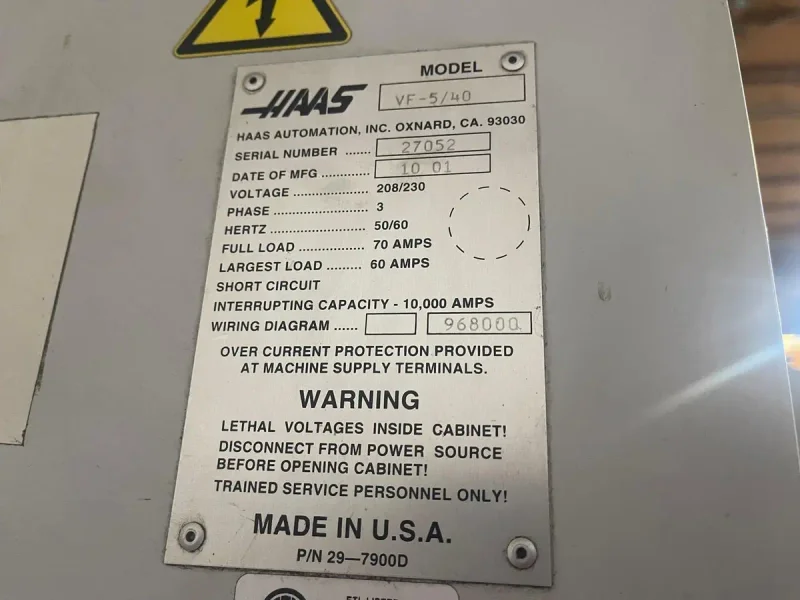 HAAS
MODEL VF-5/40
HAAS AUTOMATION, INC. OXNARD, CA. 93030
SERIAL NUMBER ...... 27052
DATE OF MFG ............ 10 01
VOLTAGE ................... 208/230
PHASE ....................... 3
HERTZ ....................... 50/60
FULL LOAD ................ 70 AMPS
LARGEST LOAD ......... 60 AMPS
SHORT CIRCUIT
INTERRUPTING CAPACITY - 10,000 AMPS
WIRING DIAGRAM ...... 968000
OVER CURRENT PROTECTION PROVIDED
AT MACHINE SUPPLY TERMINALS.
WARNING
LETHAL VOLTAGES INSIDE CABINET!
DISCONNECT FROM POWER SOURCE
BEFORE OPENING CABINET!
TRAINED SERVICE PERSONNEL ONLY!
MADE IN U.S.A.
P/N 29—7900D